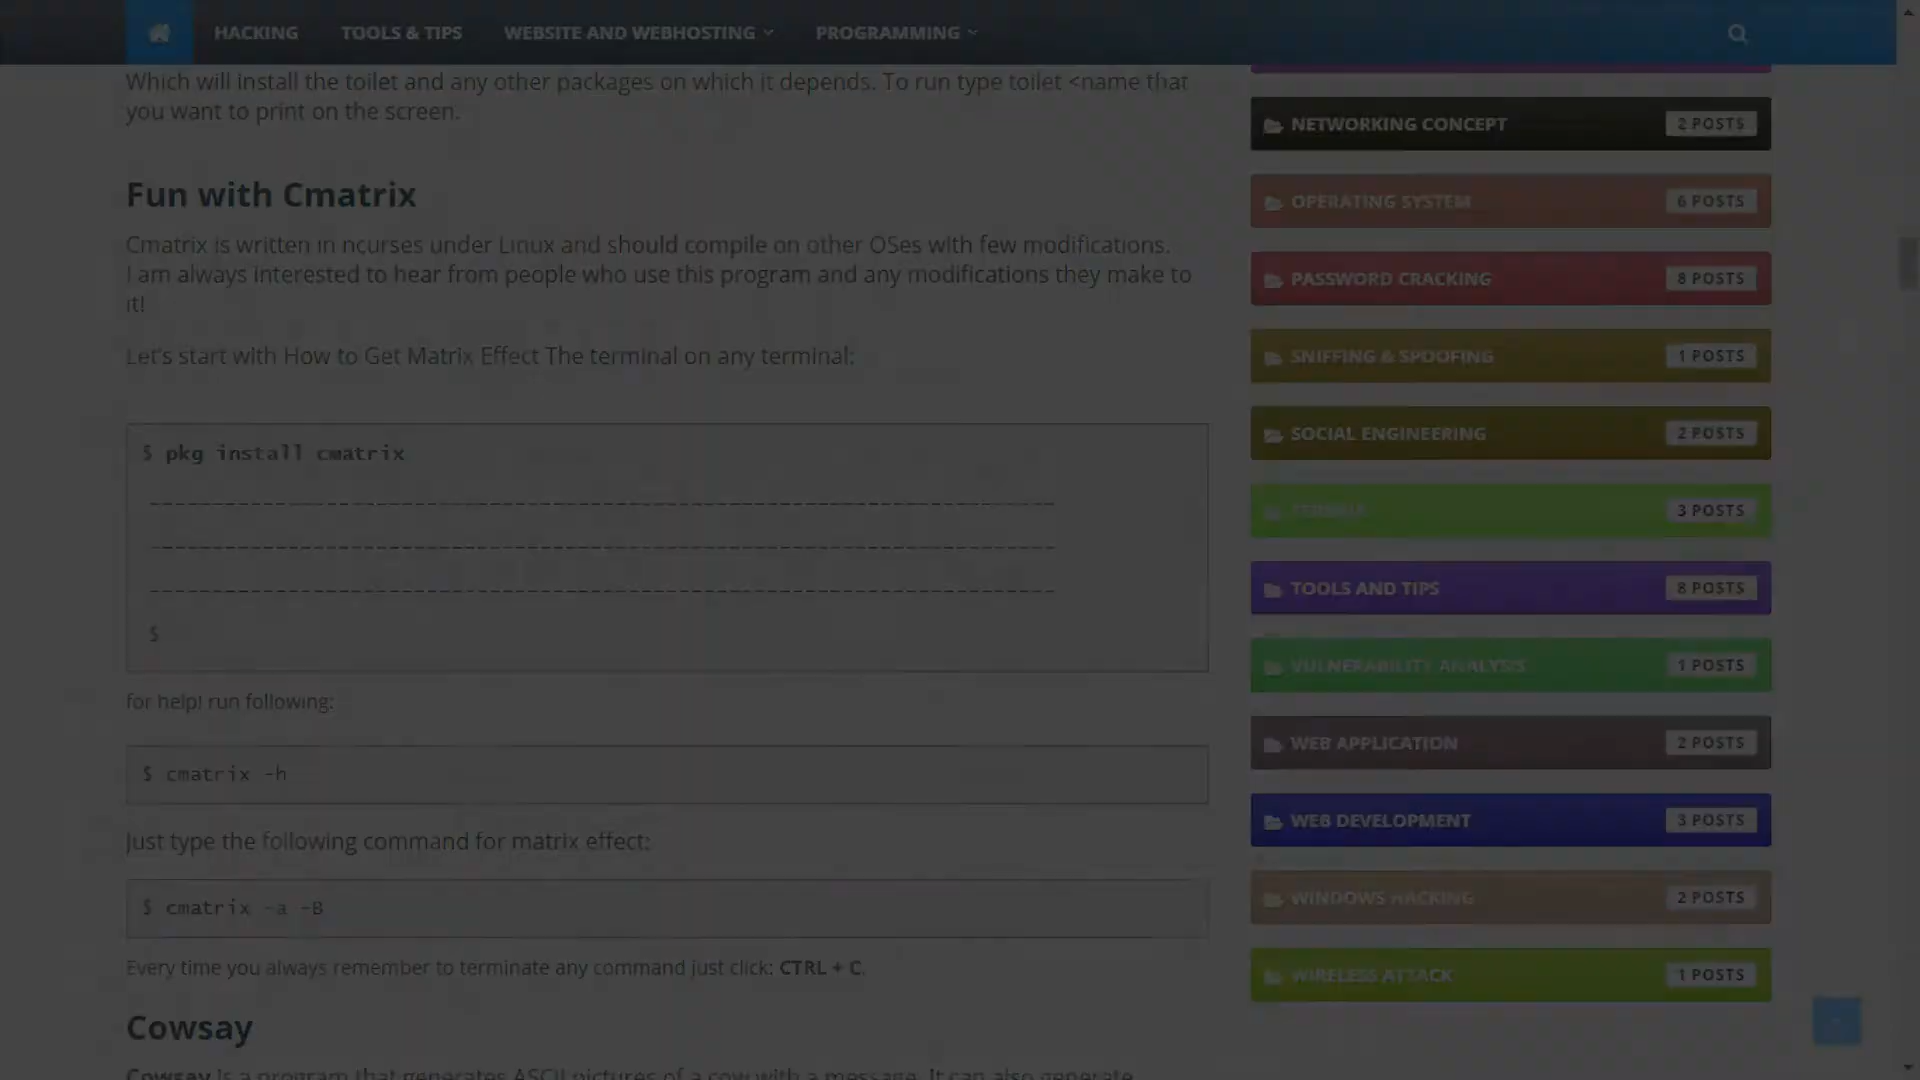 HACKING
TOOLS & TIPS
WEBSITE AND WEBHOSTING
PROGRAMMING
Which will install the toilet and any other packages on which it depends. To run type toilet <name that
you want to print on the screen.
Fun with Cmatrix
Cmatrix is written in ncurses under Linux and should compile on other OSes with few modifications.
I am always interested to hear from people who use this program and any modifications they make to
it!
Let's start with How to Get Matrix Effect The terminal on any terminal:
$ pkg install cmatrix
$
for help! run following:
$ cmatrix -h
Just type the following command for matrix effect:
$ cmatrix -a -B
Every time you always remember to terminate any command just click: CTRL + C.
Cowsay
Cowsay is a program that generates ASCII pictures of a cow with a message. It can also generate
NETWORKING CONCEPT 2 POSTS
OPERATING SYSTEM 6 POSTS
PASSWORD CRACKING 8 POSTS
SNIFFING & SPOOFING 1 POSTS
SOCIAL ENGINEERING 2 POSTS
TERMUX 3 POSTS
TOOLS AND TIPS 8 POSTS
VULNERABILITY ANALYSIS 1 POSTS
WEB APPLICATION 2 POSTS
WEB DEVELOPMENT 3 POSTS
WINDOWS HACKING 2 POSTS
WIRELESS ATTACK 1 POSTS